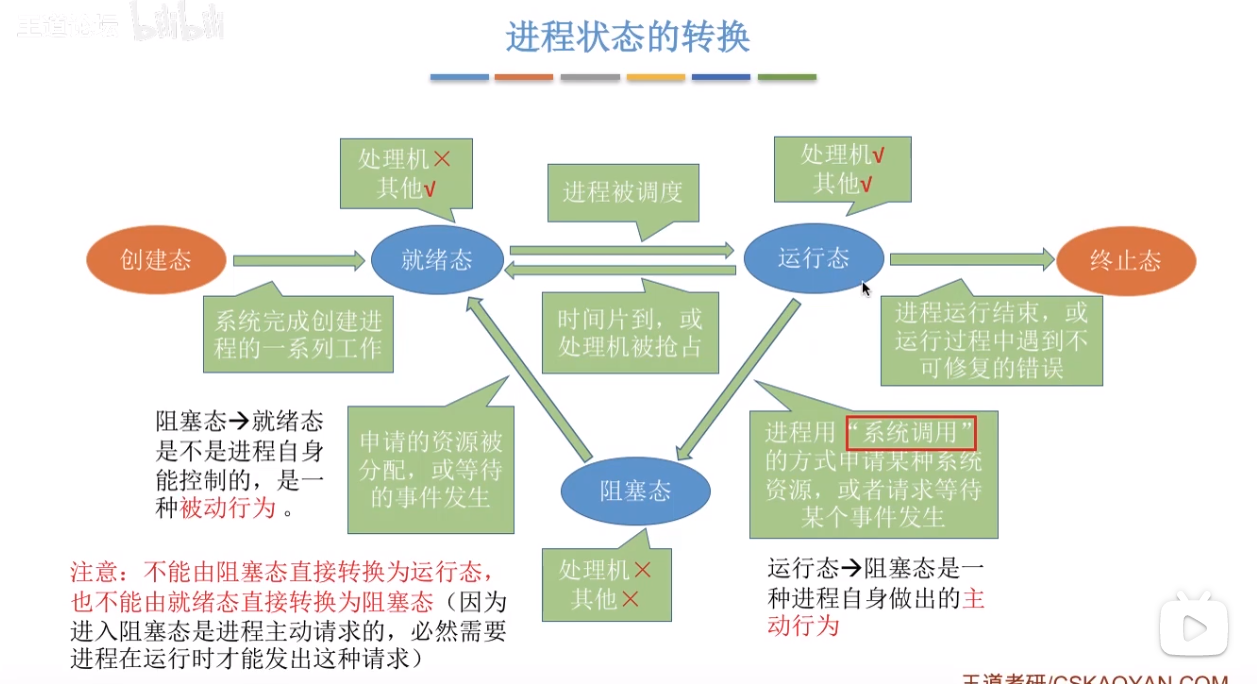 王道论坛 bilibili
进程状态的转换
处理机×
其他√
进程被调度
处理机√
其他√
创建态
就绪态
运行态
终止态
系统完成创建进
程的一系列工作
时间片到，或
处理机被抢占
进程运行结束，或
运行过程中遇到不
可修复的错误
阻塞态→就绪态
是不是进程自身
能控制的，是一
种被动行为 。
申请的资源被
分配，或等待
的事件发生
进程用“系统调用”
的方式申请某种系统
资源，或者请求等待
某个事件发生
阻塞态
处理机×
其他×
注意：不能由阻塞态直接转换为运行态，
也不能由就绪态直接转换为阻塞态（因为
进入阻塞态是进程主动请求的，必然需要
进程在运行时才能发出这种请求）
运行态→阻塞态是一
种进程自身做出的主
动行为
王道考研/CSKAOYAN.COM